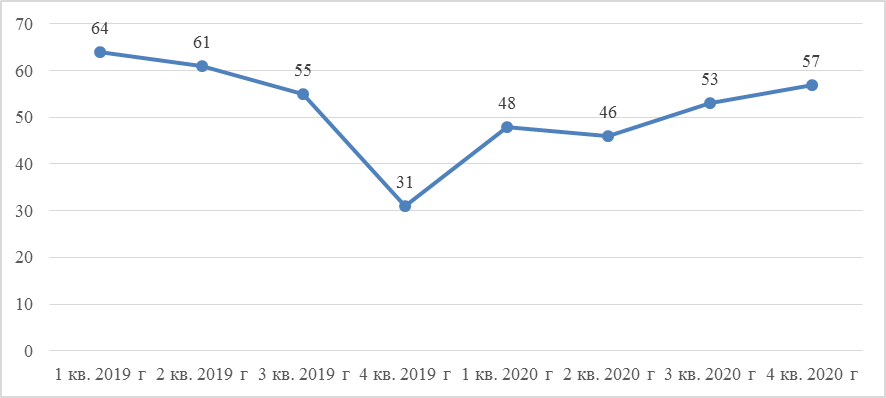 70
60
50
40
30
20
10
0
64
61
55
31
48
46
53
57
1 кв. 2019 г
2 кв. 2019 г
3 кв. 2019 г
4 кв. 2019 г
1 кв. 2020 г
2 кв. 2020 г
3 кв. 2020 г
4 кв. 2020 г